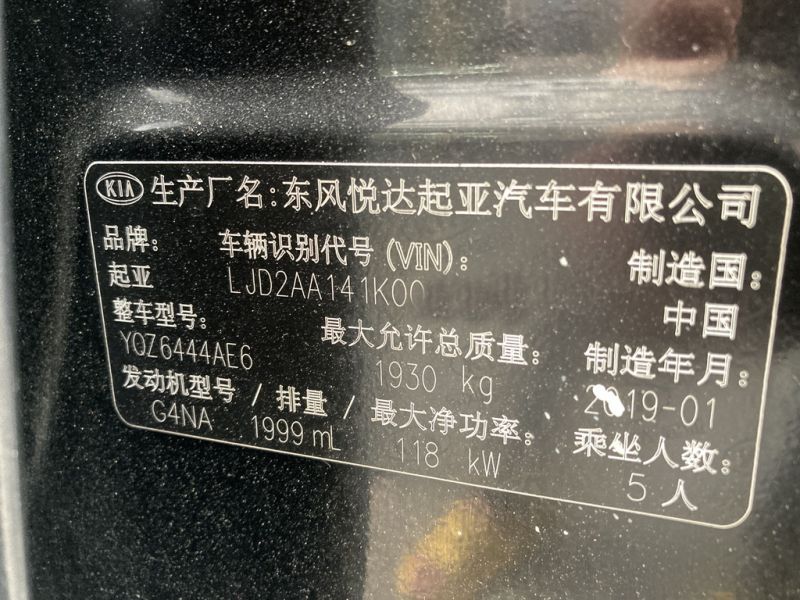 KIA 生产厂名:东风悦达起亚汽车有限公司
品牌: 车辆识别代号(VIN): 制造国:
起亚 LJD2AA141K00 中国
整车型号: 最大允许总质量: 制造年月:
YQZ6444AE6 1930 kg 2019-01
发动机型号 / 排量 / 最大净功率: 乘坐人数:
G4NA 1999 mL 118 kW 5 人